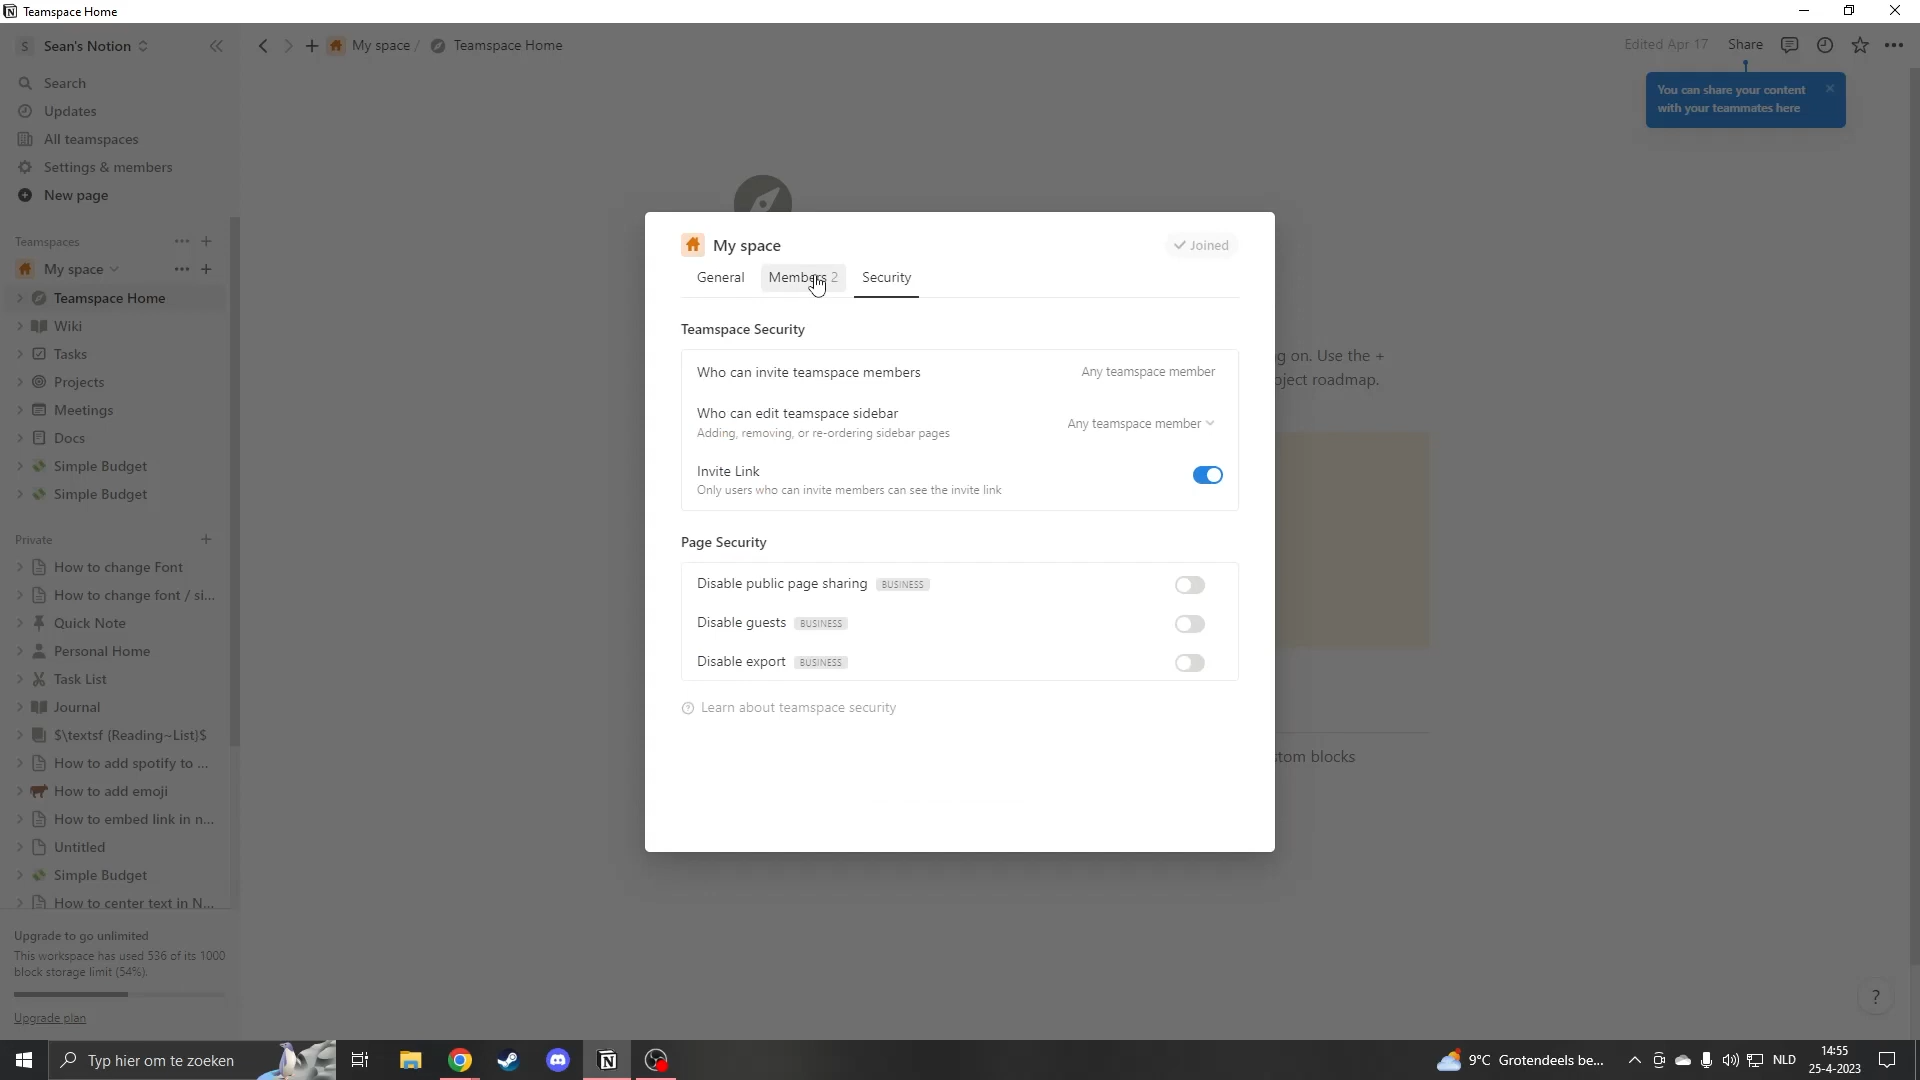 Teamspace Home
S Sean's Notion
My space / Teamspace Home
Edited Apr 17 Share
Search
Updates
All teamspaces
Settings & members
New page
You can share your content
with your teammates here
Teamspaces
My space
Teamspace Home
Wiki
Tasks
Projects
Meetings
Docs
Simple Budget
Simple Budget
Private
How to change Font
How to change font / si...
Quick Note
Personal Home
Task List
Journal
$\textsf {Reading~List}$
How to add spotify to ...
How to add emoji
How to embed link in n...
Untitled
Simple Budget
How to center text in N...
Upgrade to go unlimited
This workspace has used 536 of its 1000
block storage limit (54%).
Upgrade plan
My space
Joined
General Members 2 Security
Teamspace Security
Who can invite teamspace members Any teamspace member
Who can edit teamspace sidebar
Adding, removing, or re-ordering sidebar pages
Any teamspace member
Invite Link
Only users who can invite members can see the invite link
Page Security
Disable public page sharing BUSINESS
Disable guests BUSINESS
Disable export BUSINESS
Learn about teamspace security
g on. Use the +
oject roadmap.
tom blocks
?
Typ hier om te zoeken
9°C Grotendeels be...
NLD
14:55
25-4-2023